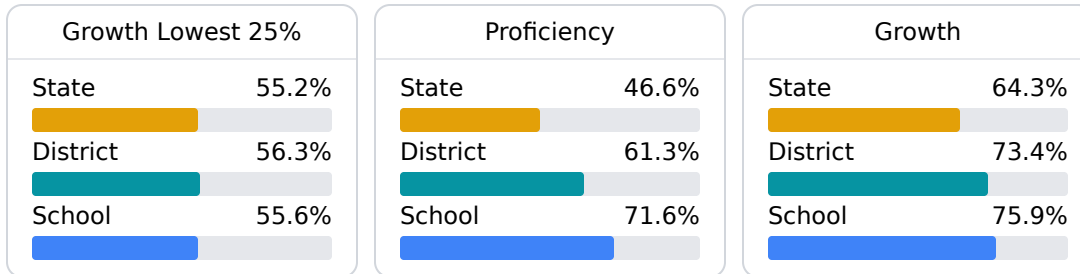 Growth Lowest 25%
State 55.2%
District 56.3%
School 55.6%
Proficiency
State 46.6%
District 61.3%
School 71.6%
Growth
State 64.3%
District 73.4%
School 75.9%